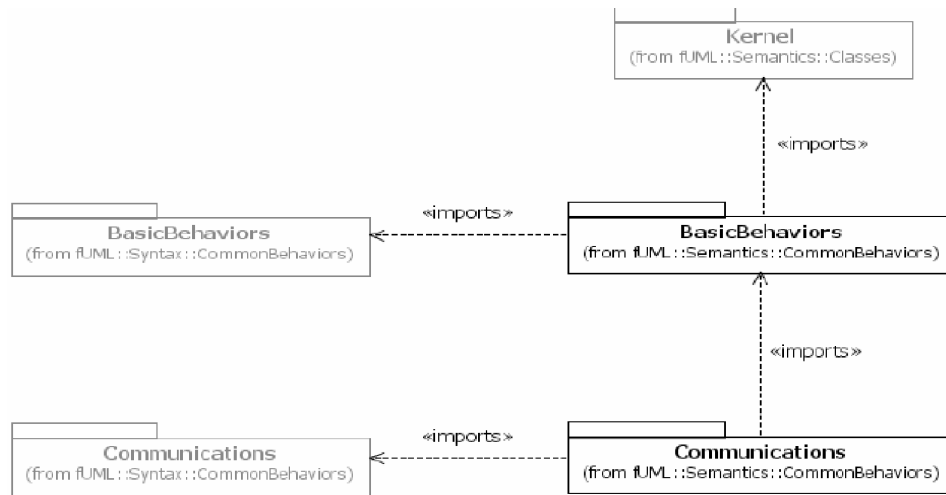 Kernel
(from fUML::Semantics::Classes)
«imports»
«imports»
BasicBehaviors
(from fUML::Syntax::CommonBehaviors)
BasicBehaviors
(from fUML::Semantics::CommonBehaviors)
«imports»
«imports»
Communications
(from fUML::Syntax::CommonBehaviors)
Communications
(from fUML::Semantics::CommonBehaviors)